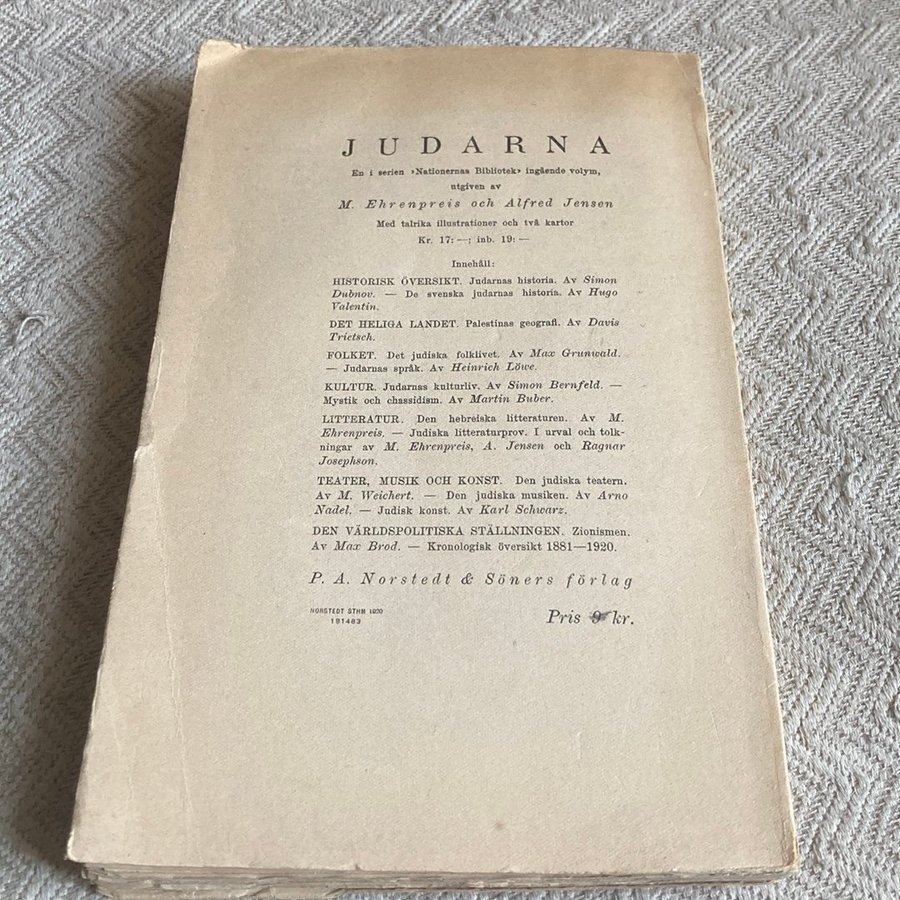 JUDARNA
En i serien »Nationernas Bibliotek» ingående volym,
utgiven av
M. Ehrenpreis och Alfred Jensen
Med talrika illustrationer och två kartor
Kr. 17: —; inb. 19: —
Innehåll:
HISTORISK ÖVERSIKT. Judarnas historia. Av Simon
Dubnov. — De svenska judarnas historia. Av Hugo
Valentin.
DET HELIGA LANDET. Palestinas geografi. Av Davis
Trietsch.
FOLKET. Det judiska folklivet. Av Max Grunwald.
— Judarnas språk. Av Heinrich Löwe.
KULTUR. Judarnas kulturliv. Av Simon Bernfeld. —
Mystik och chassidism. Av Martin Buber.
LITTERATUR. Den hebreiska litteraturen. Av M.
Ehrenpreis. — Judiska litteraturprov. I urval och tolk-
ningar av M. Ehrenpreis, A. Jensen och Ragnar
Josephson.
TEATER, MUSIK OCH KONST. Den judiska teatern.
Av M. Weichert. — Den judiska musiken. Av Arno
Nadel. — Judisk konst. Av Karl Schwarz.
DEN VÄRLDSPOLITISKA STÄLLNINGEN. Zionismen.
Av Max Brod. — Kronologisk översikt 1881—1920.
P. A. Norstedt & Söners förlag
NORSTEDT STHM 1920
191483
Pris 9 kr.